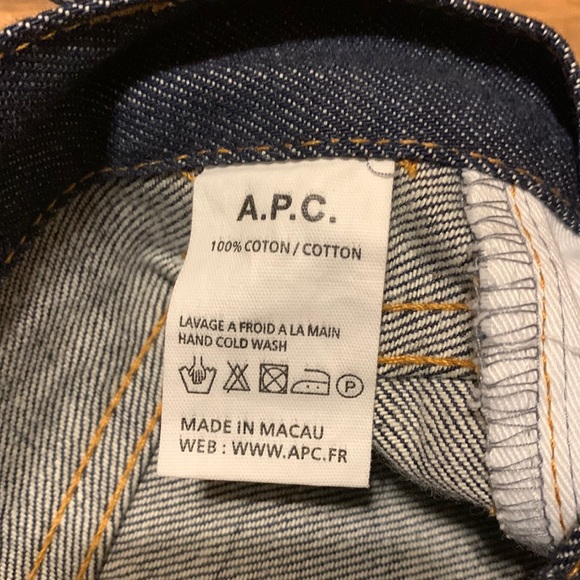 A.P.C.
100% COTON / COTTON
LAVAGE A FROID A LA MAIN
HAND COLD WASH
P
MADE IN MACAU
WEB : WWW.APC.FR